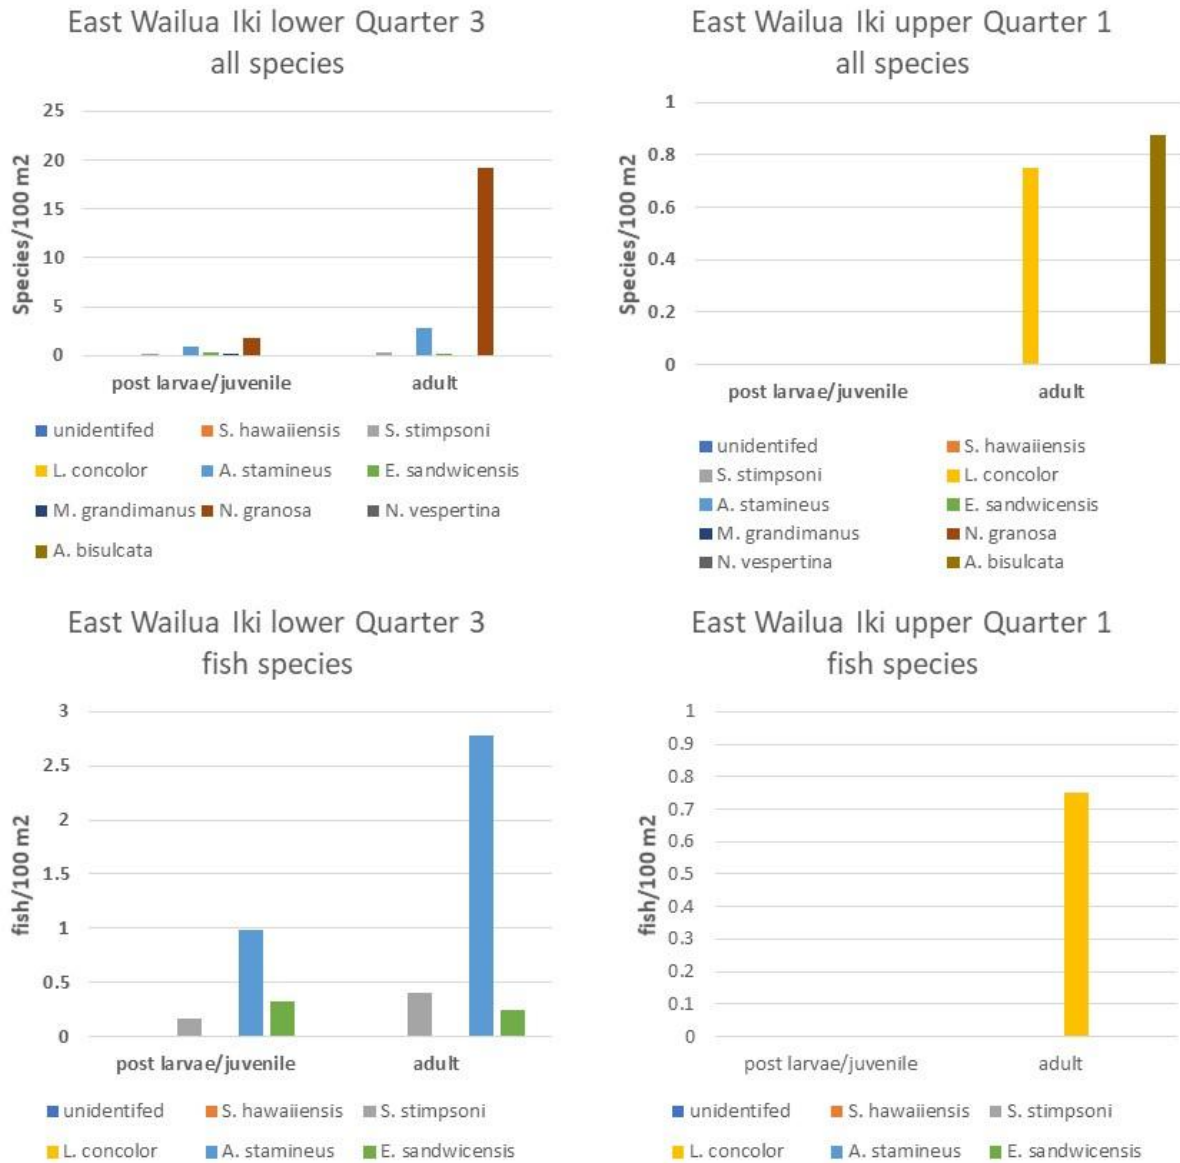 East Wailua Iki lower Quarter 3
all species
Species/100 m2
25
20
15
10
5
0
post larvae/juvenile adult
unidentifed S. hawaiiensis S. stimpsoni
L. concolor A. stamineus E. sandwicensis
M. grandimanus N. granosa N. vespertina
A. bisulcata
East Wailua Iki upper Quarter 1
all species
Species/100 m2
1
0.8
0.6
0.4
0.2
0
post larvae/juvenile adult
unidentifed S. hawaiiensis
S. stimpsoni L. concolor
A. stamineus E. sandwicensis
M. grandimanus N. granosa
N. vespertina A. bisulcata
East Wailua Iki lower Quarter 3
fish species
fish/100 m2
3
2.5
2
1.5
1
0.5
0
post larvae/juvenile adult
unidentifed S. hawaiiensis S. stimpsoni
L. concolor A. stamineus E. sandwicensis
East Wailua Iki upper Quarter 1
fish species
fish/100 m2
1
0.9
0.8
0.7
0.6
0.5
0.4
0.3
0.2
0.1
0
post larvae/juvenile adult
unidentifed S. hawaiiensis S. stimpsoni
L. concolor A. stamineus E. sandwicensis